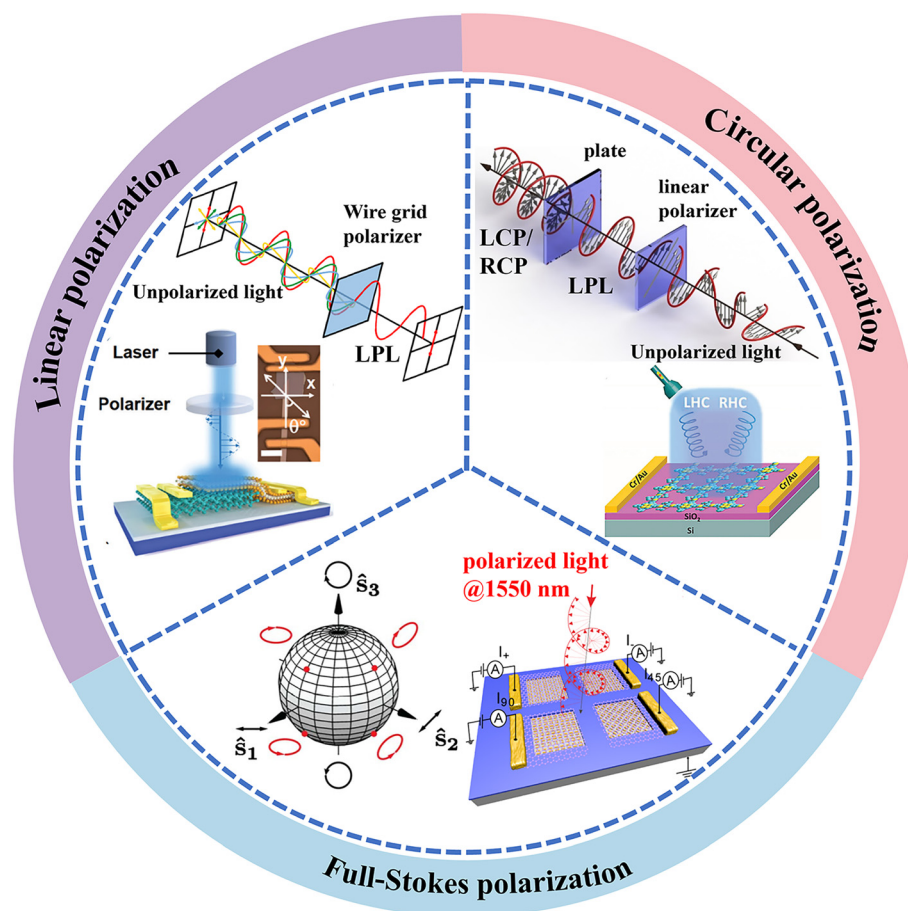 Linear polarization
Circular polarization
Full-Stokes polarization
Wire grid
polarizer
Unpolarized light
LPL
Laser
Polarizer
y
x
θ°
plate
linear
polarizer
LCP/
RCP
LPL
Unpolarized light
LHC RHC
Cr/Au
Cr/Au
SiO₂
Si
ŝ₃
ŝ₁
ŝ₂
polarized light
@1550 nm
I₊
A
I₋
A
I₄₅
A
I₉₀
A